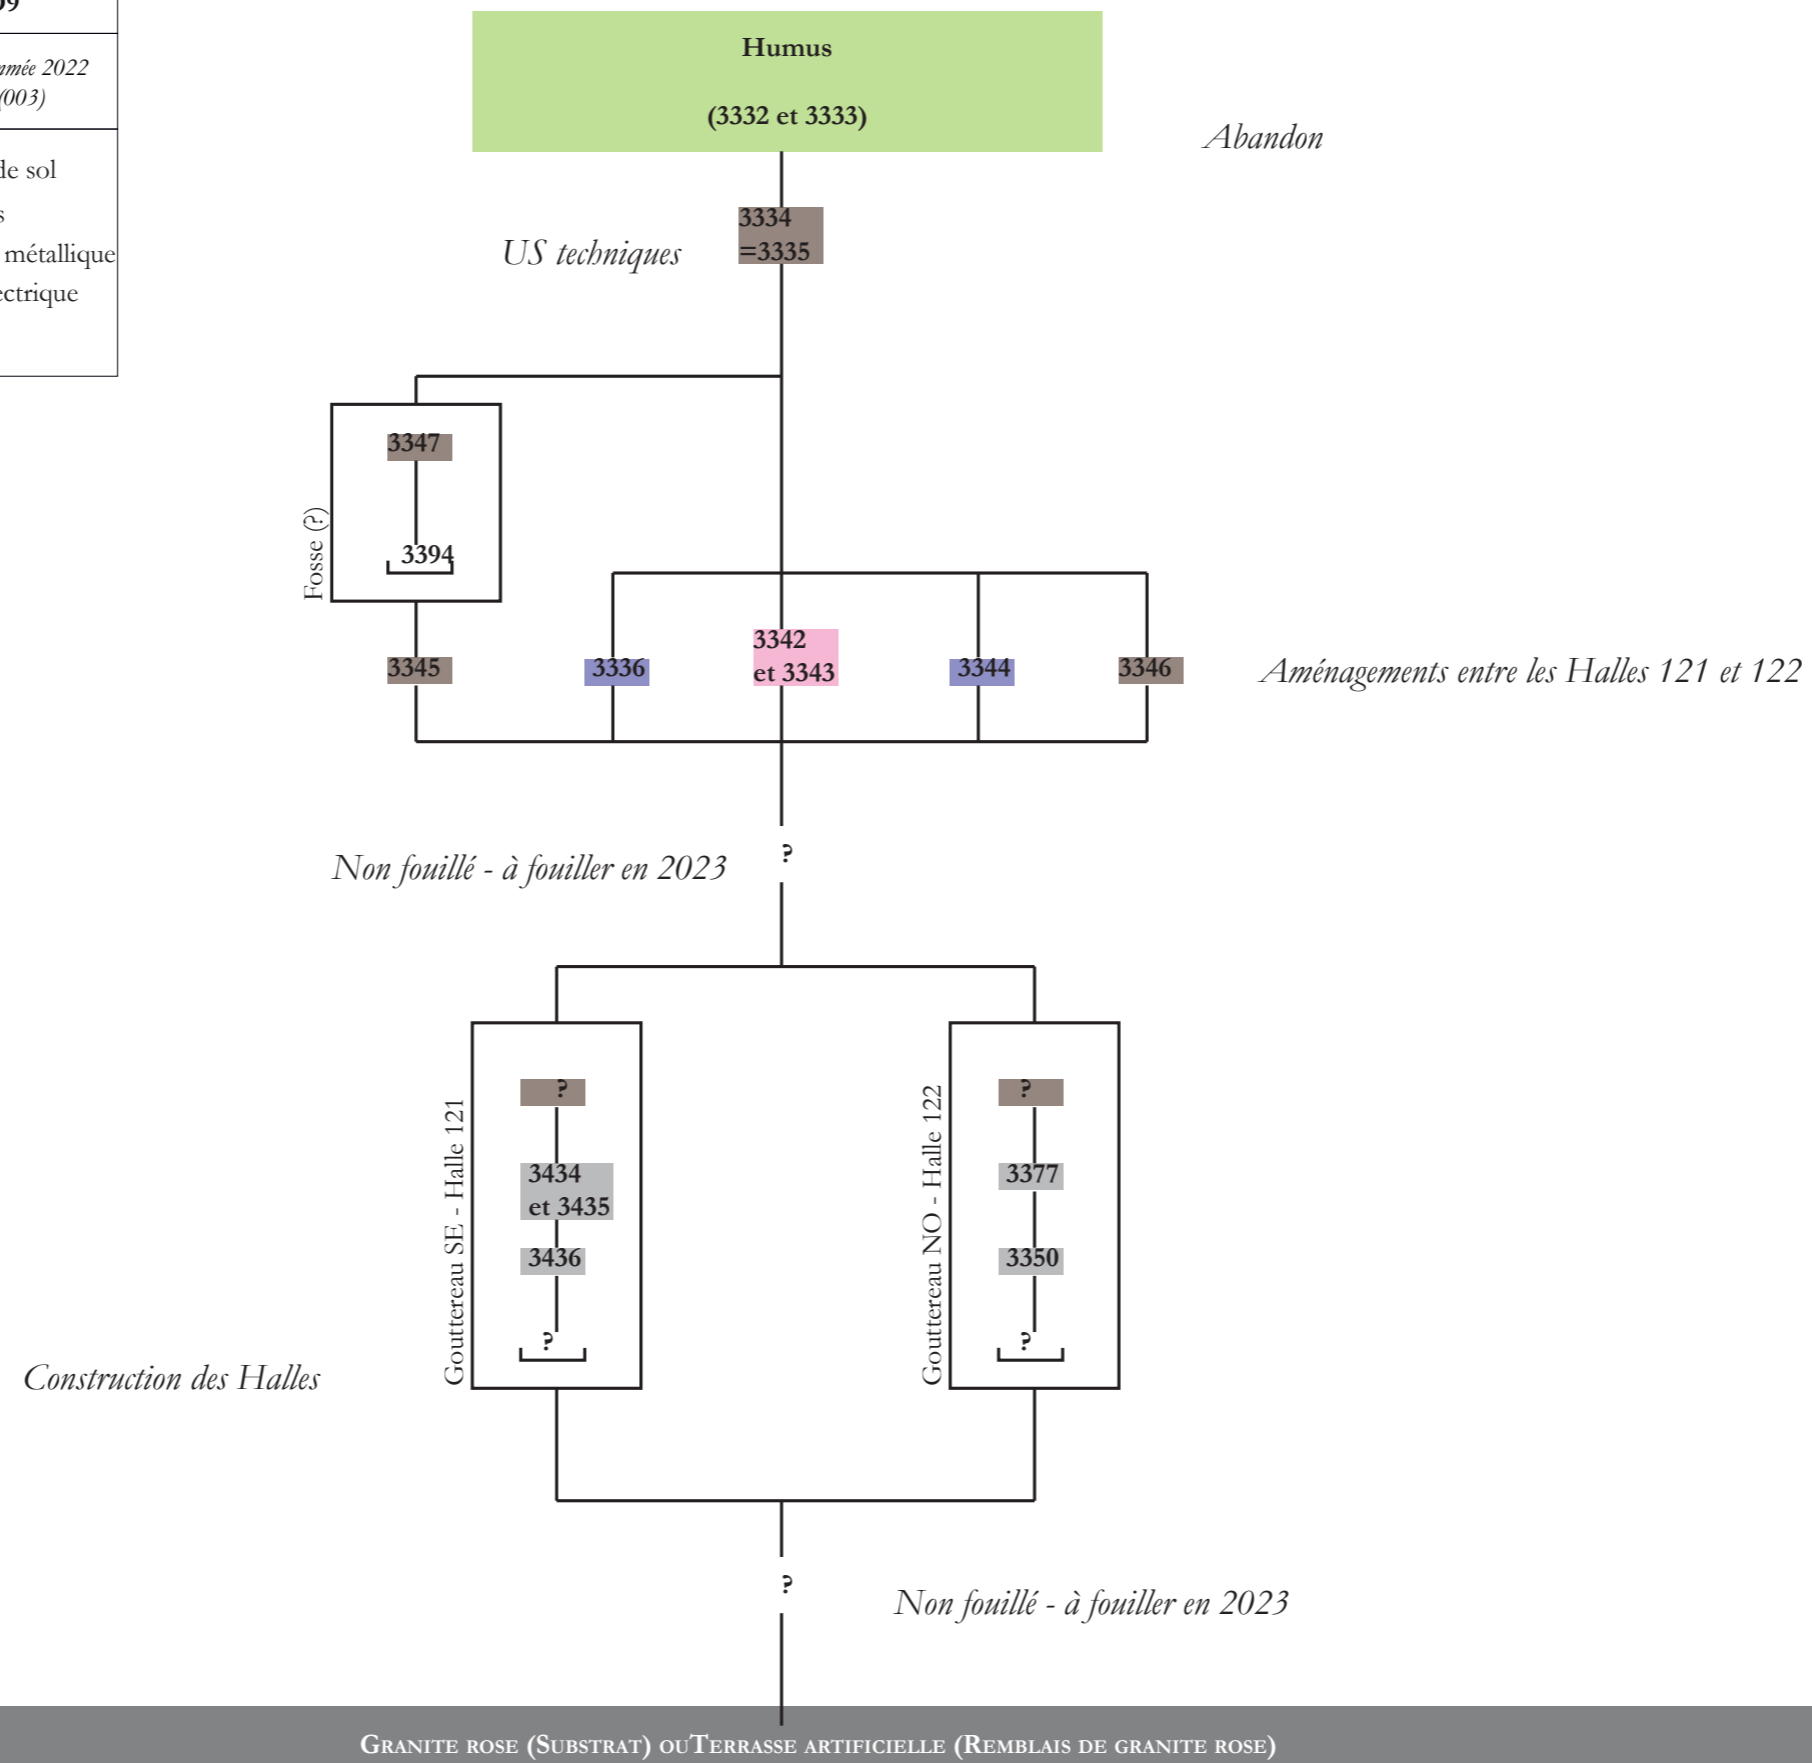 (003)
de sol
métallique
Humus
(3332 et 3333)
Abandon
US techniques
3334
=3335
Fosse (?)
3347
3394
3345
3336
3342
et 3343
3344
3346
Aménagements entre les Halles 121 et 122
?
Non fouillé - à fouiller en 2023
Gouttereau SE - Halle 121
?
3434
et 3435
3436
?
Gouttereau NO - Halle 122
?
3377
3350
?
Construction des Halles
?
Non fouillé - à fouiller en 2023
GRANITE ROSE (SUBSTRAT) OUTERRASSE ARTIFICIELLE (REMBLAIS DE GRANITE ROSE)